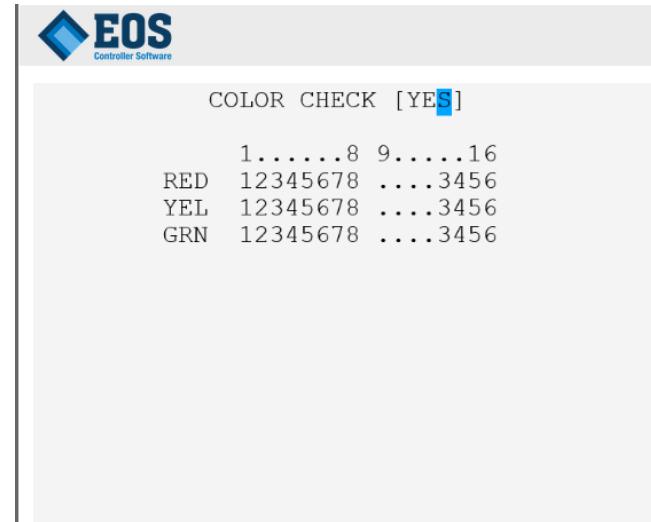 EOS
Controller Software
COLOR CHECK [YES]
1......8 9.....16
RED 12345678 ....3456
YEL 12345678 ....3456
GRN 12345678 ....3456